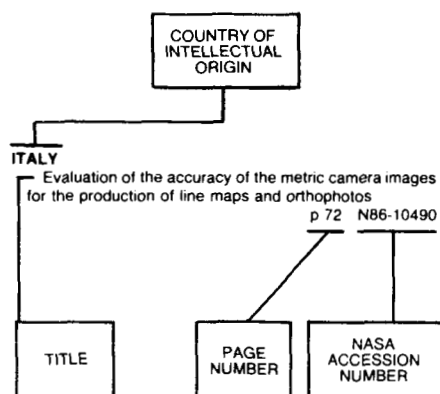 COUNTRY OF
INTELLECTUAL
ORIGIN
ITALY
Evaluation of the accuracy of the metric camera images
for the production of line maps and orthophotos
p 72 N86-10490
TITLE
PAGE
NUMBER
NASA
ACCESSION
NUMBER